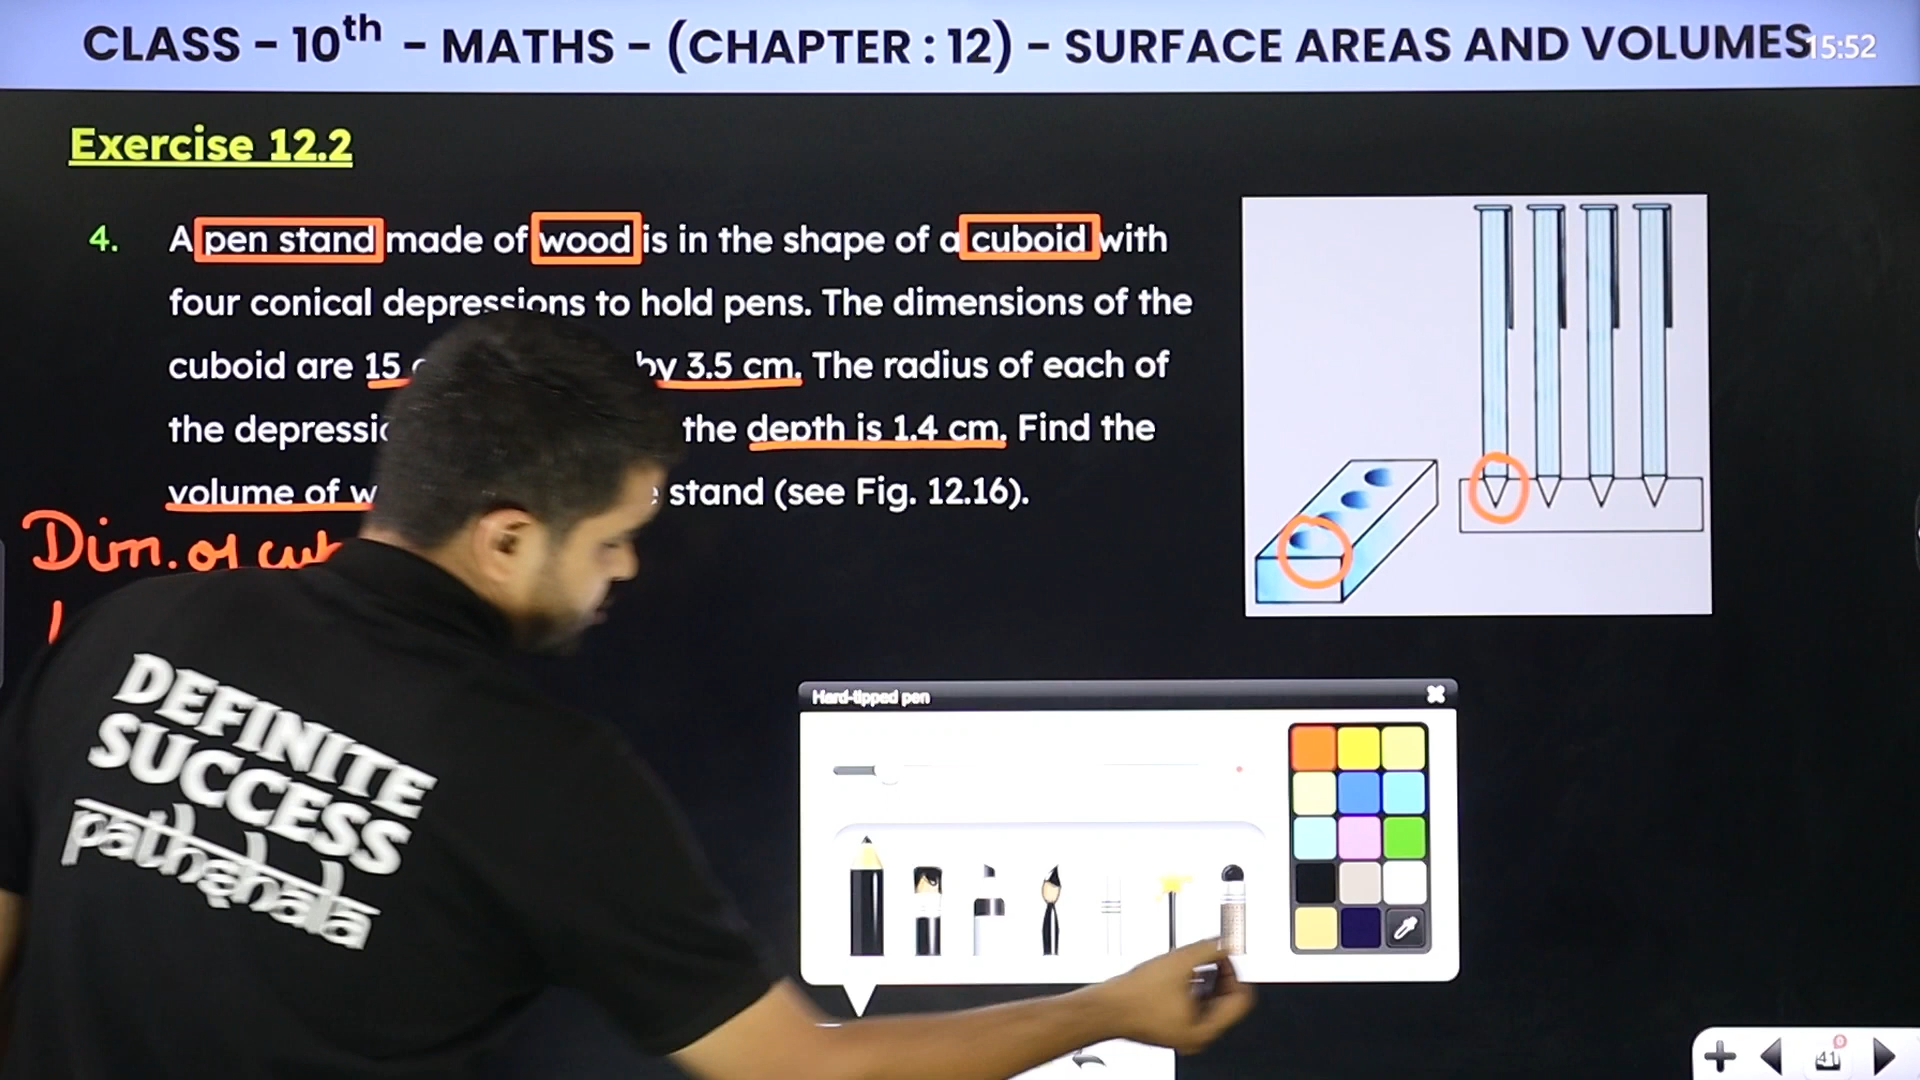 CLASS - 10th - MATHS - (CHAPTER : 12) - SURFACE AREAS AND VOLUMES
15:52
Exercise 12.2
4. A pen stand made of wood is in the shape of a cuboid with
four conical depressions to hold pens. The dimensions of the
cuboid are 15 by 3.5 cm. The radius of each of
the the depth is 1.4 cm. Find the
volume of stand (see Fig. 12.16).
Dim. of
DEFINITE
SUCCESS
pathshala
Hard-tipped pen
41
0